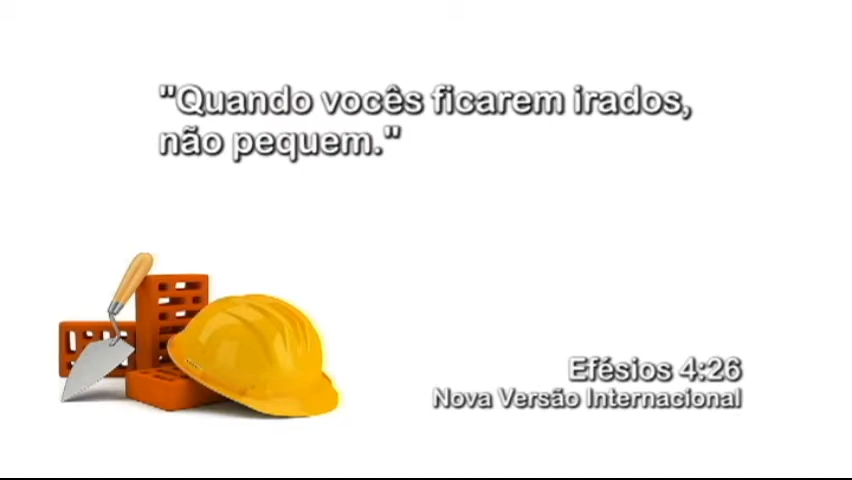 "Quando vocês ficarem irados,
não pequem."
Efésios 4:26
Nova Versão Internacional